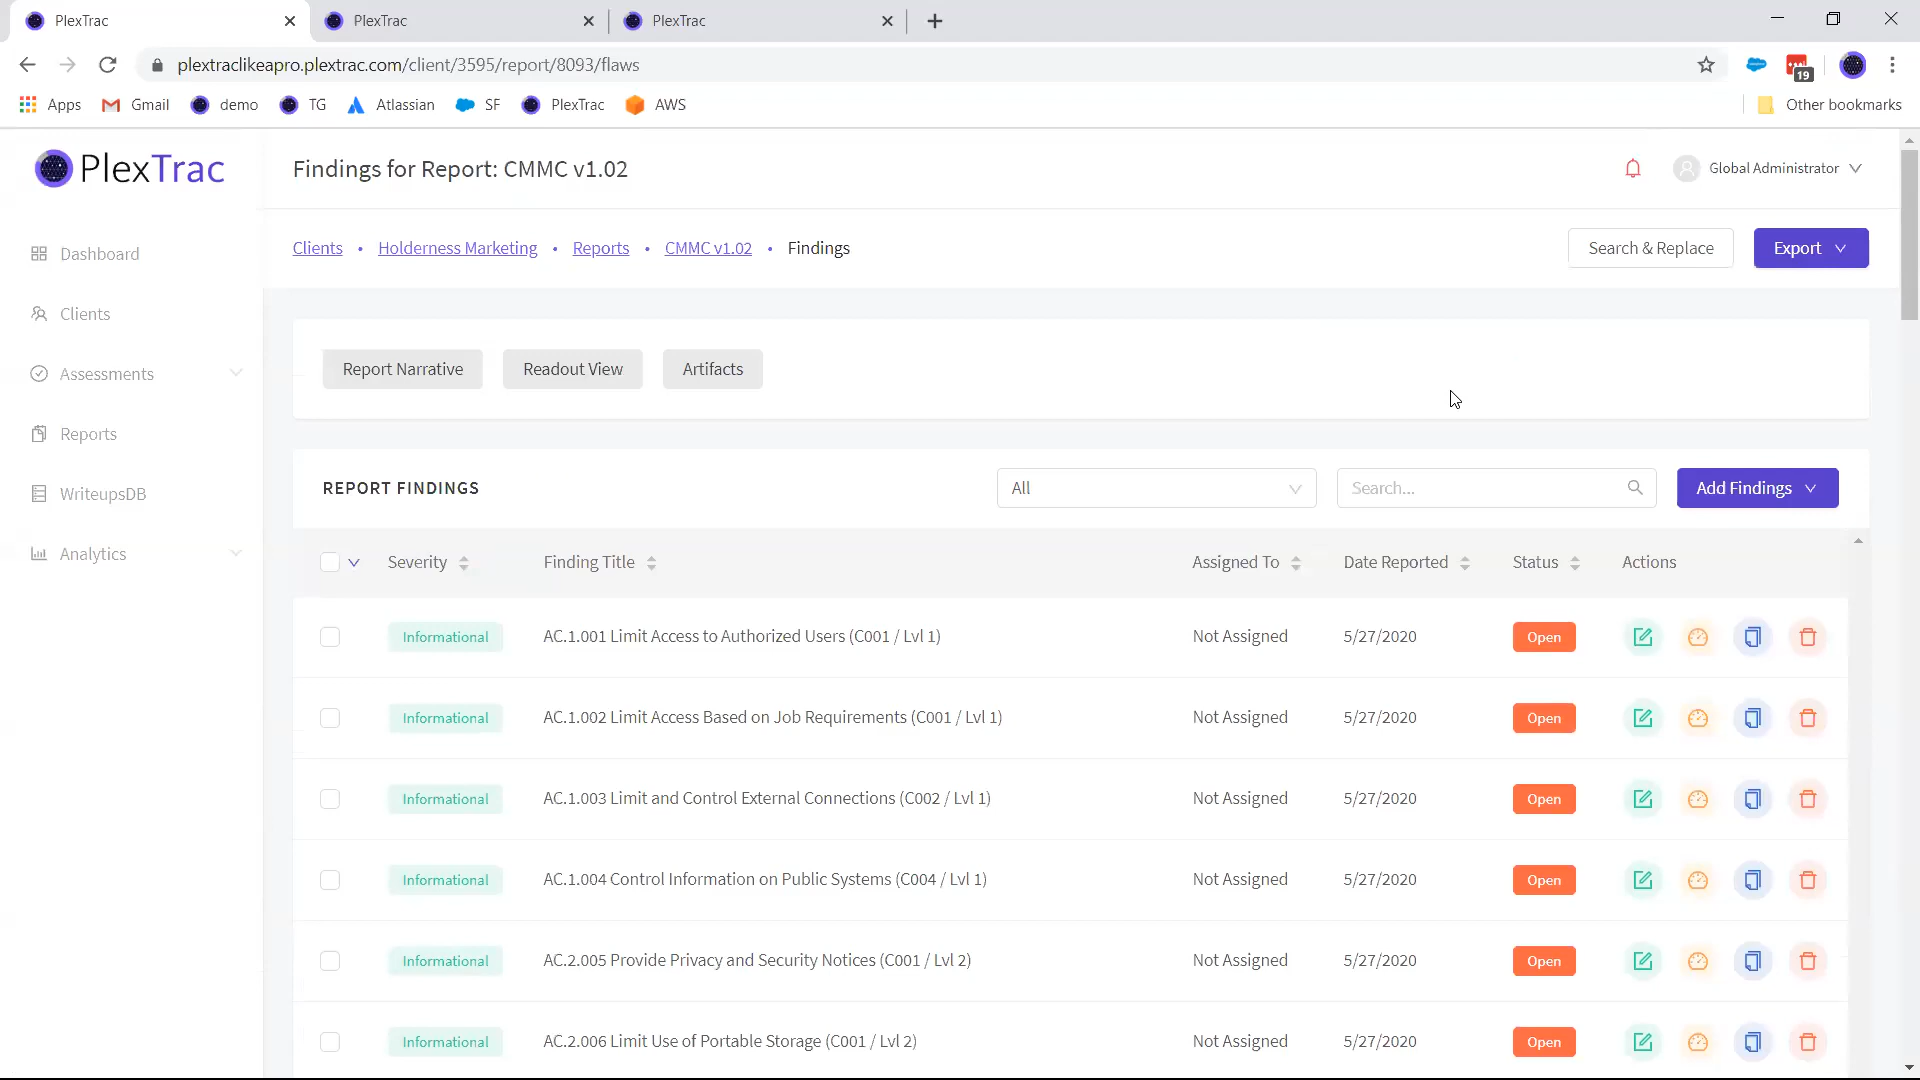 PlexTrac
PlexTrac
PlexTrac
plextraclikeapro.plextrac.com/client/3595/report/8093/flaws
19
Apps
Gmail
demo
TG
Atlassian
SF
PlexTrac
AWS
Other bookmarks
PlexTrac
Findings for Report: CMMC v1.02
Global Administrator
Dashboard
Clients
Assessments
Reports
WriteupsDB
Analytics
Clients • Holderness Marketing • Reports • CMMC v1.02 • Findings
Search & Replace
Export
Report Narrative
Readout View
Artifacts
REPORT FINDINGS
All
Search...
Add Findings
Severity Finding Title Assigned To Date Reported Status Actions
Informational AC.1.001 Limit Access to Authorized Users (C001 / Lvl 1) Not Assigned 5/27/2020 Open
Informational AC.1.002 Limit Access Based on Job Requirements (C001 / Lvl 1) Not Assigned 5/27/2020 Open
Informational AC.1.003 Limit and Control External Connections (C002 / Lvl 1) Not Assigned 5/27/2020 Open
Informational AC.1.004 Control Information on Public Systems (C004 / Lvl 1) Not Assigned 5/27/2020 Open
Informational AC.2.005 Provide Privacy and Security Notices (C001 / Lvl 2) Not Assigned 5/27/2020 Open
Informational AC.2.006 Limit Use of Portable Storage (C001 / Lvl 2) Not Assigned 5/27/2020 Open